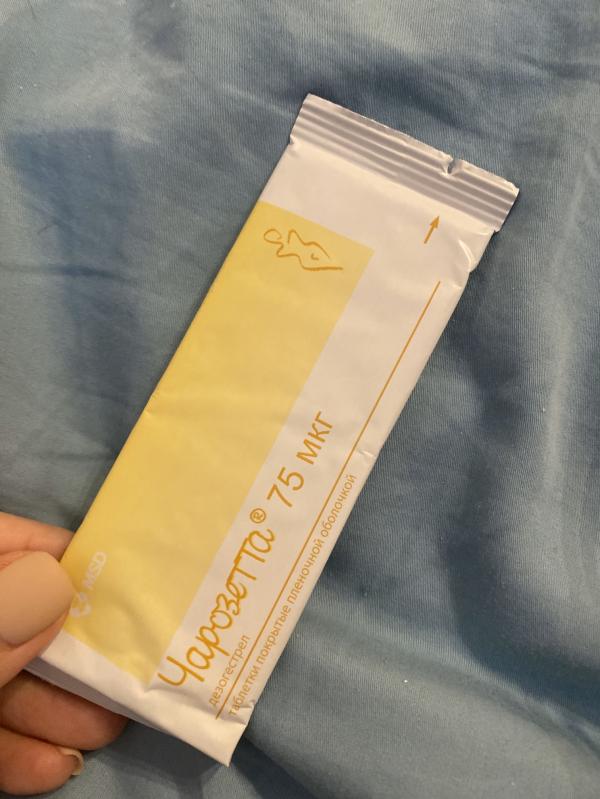 Чарозетта® 75 мкг
дезогестрел
таблетки покрытые пленочной оболочкой
MSD